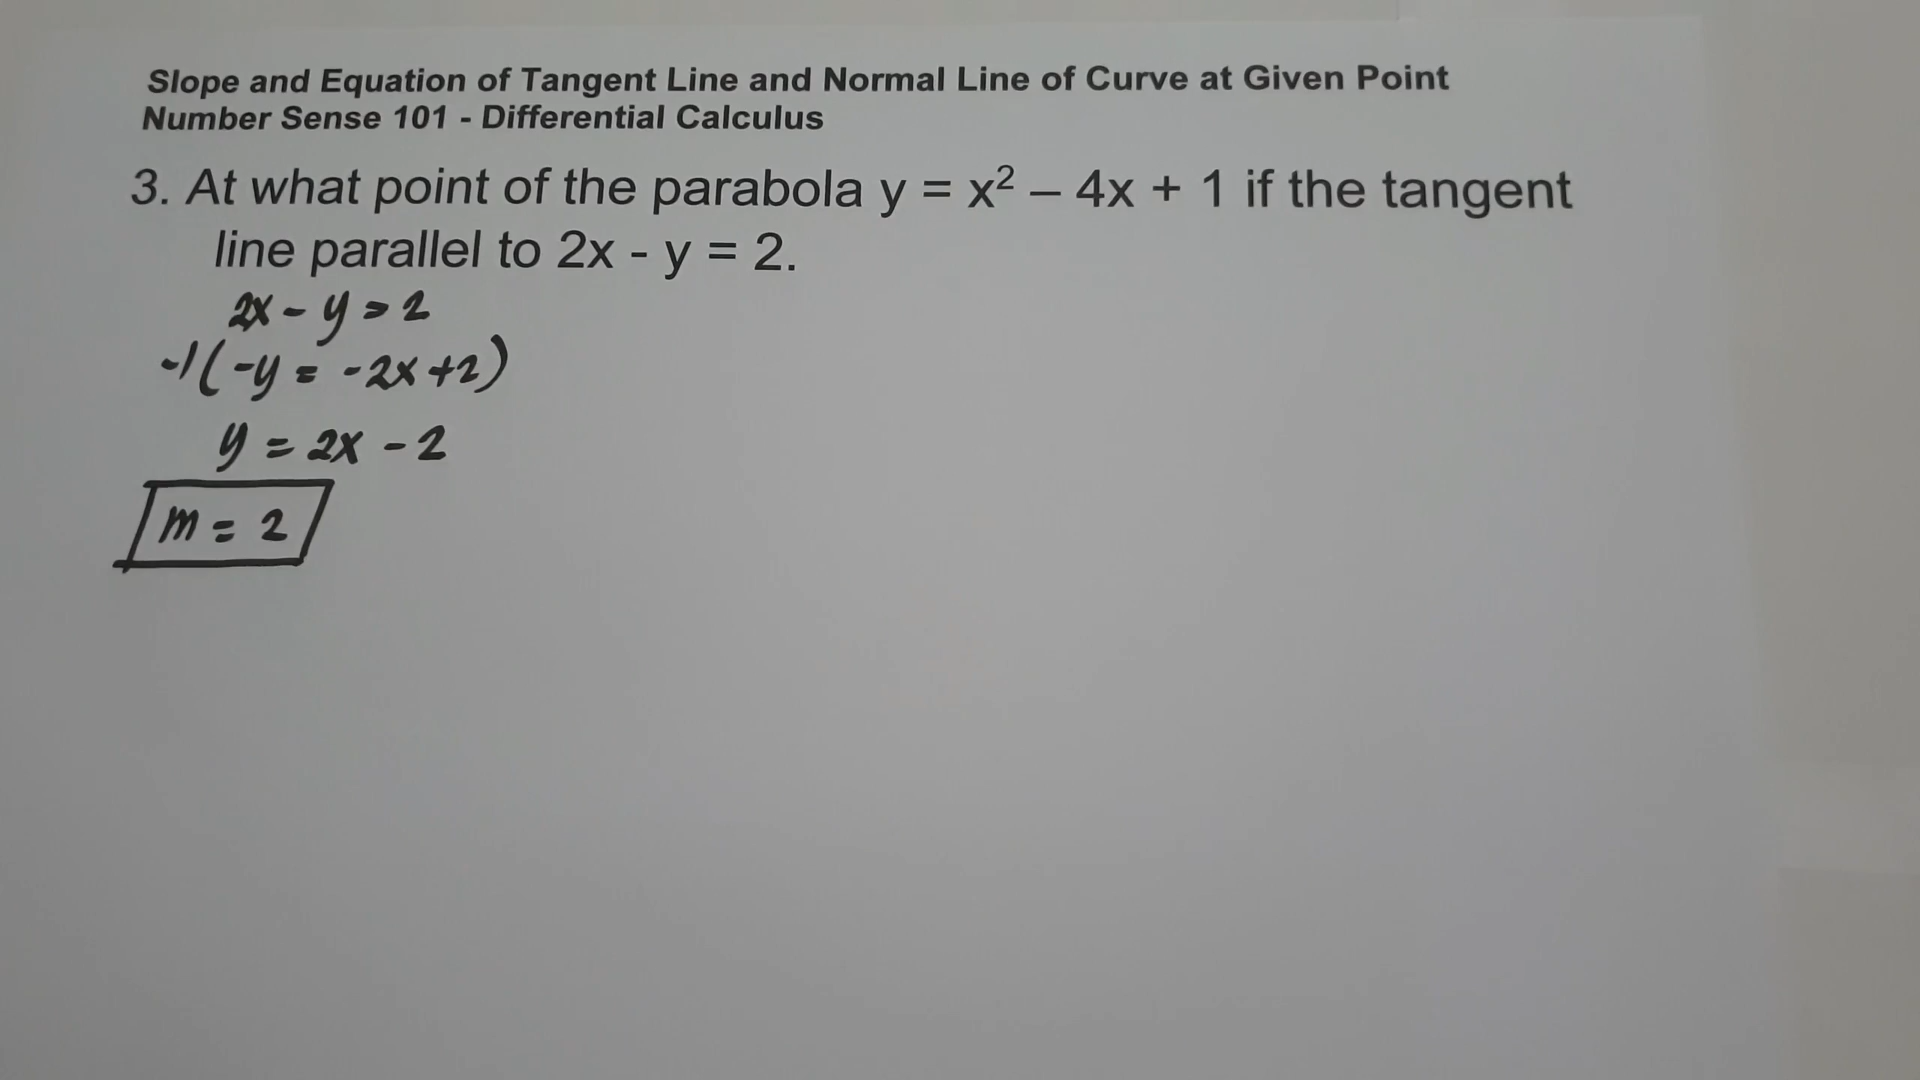 Slope and Equation of Tangent Line and Normal Line of Curve at Given Point
Number Sense 101 - Differential Calculus
3. At what point of the parabola y = x² – 4x + 1 if the tangent
line parallel to 2x - y = 2.
2x - y = 2
-1(-y = -2x+2)
y = 2x - 2
m = 2